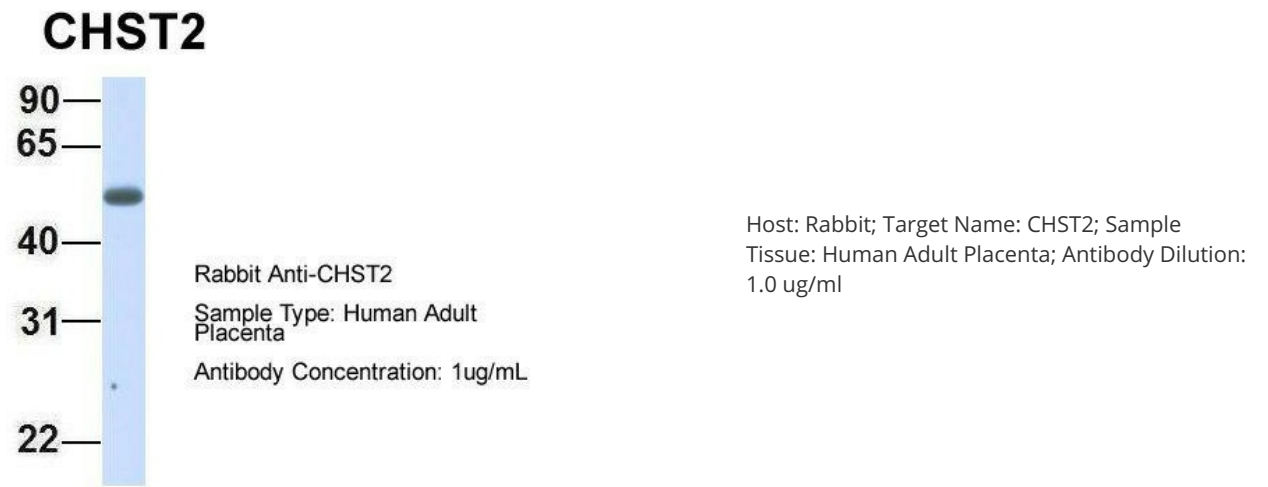 CHST2
90
65
40
31
22
Rabbit Anti-CHST2
Sample Type: Human Adult
Placenta
Antibody Concentration: 1ug/mL
Host: Rabbit; Target Name: CHST2; Sample
Tissue: Human Adult Placenta; Antibody Dilution:
1.0 ug/ml